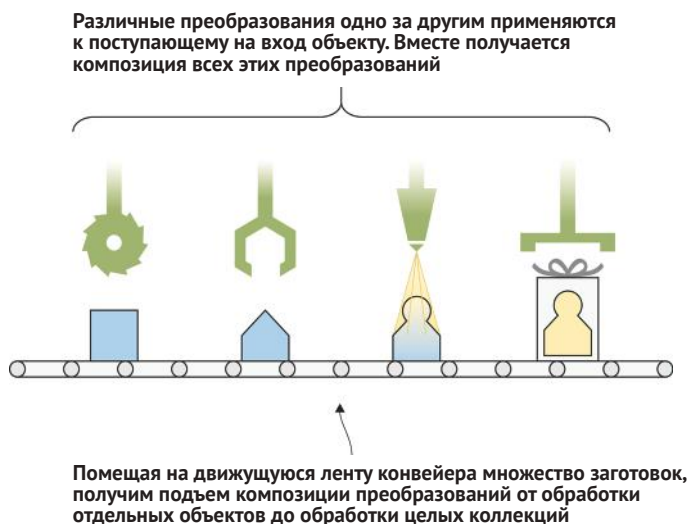 Различные преобразования одно за другим применяются
к поступающему на вход объекту. Вместе получается
композиция всех этих преобразований
Помещая на движущуюся ленту конвейера множество заготовок,
получим подъем композиции преобразований от обработки
отдельных объектов до обработки целых коллекций